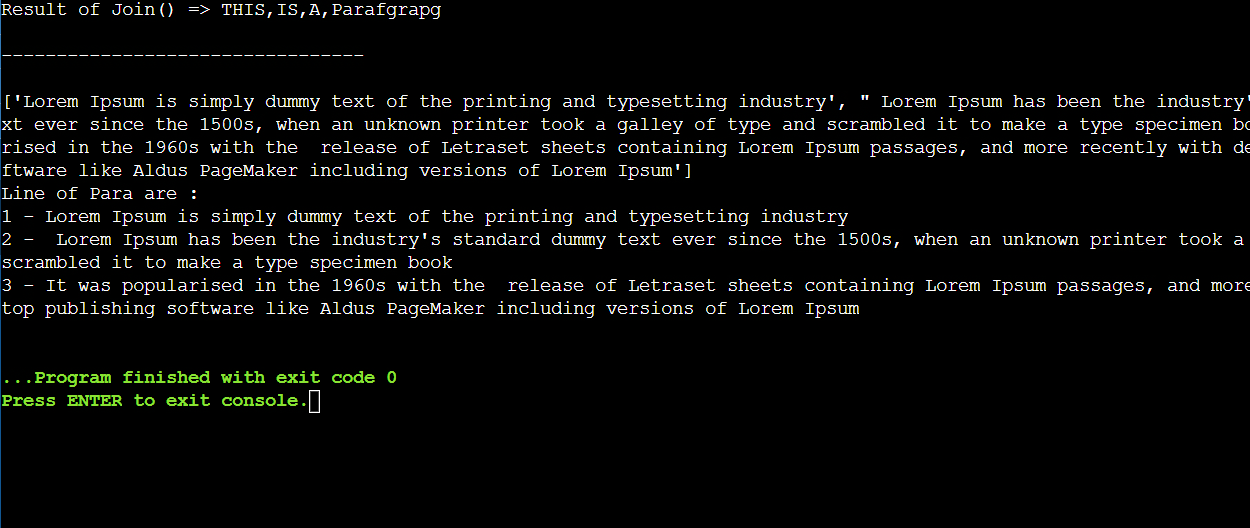 Result of Join() => THIS,IS,A,Parafgrapg
---------------------------------
['Lorem Ipsum is simply dummy text of the printing and typesetting industry', " Lorem Ipsum has been the industry'
xt ever since the 1500s, when an unknown printer took a galley of type and scrambled it to make a type specimen bo
rised in the 1960s with the  release of Letraset sheets containing Lorem Ipsum passages, and more recently with de
ftware like Aldus PageMaker including versions of Lorem Ipsum']
Line of Para are :
1 - Lorem Ipsum is simply dummy text of the printing and typesetting industry
2 -  Lorem Ipsum has been the industry's standard dummy text ever since the 1500s, when an unknown printer took a
scrambled it to make a type specimen book
3 - It was popularised in the 1960s with the  release of Letraset sheets containing Lorem Ipsum passages, and more
top publishing software like Aldus PageMaker including versions of Lorem Ipsum
...Program finished with exit code 0
Press ENTER to exit console.